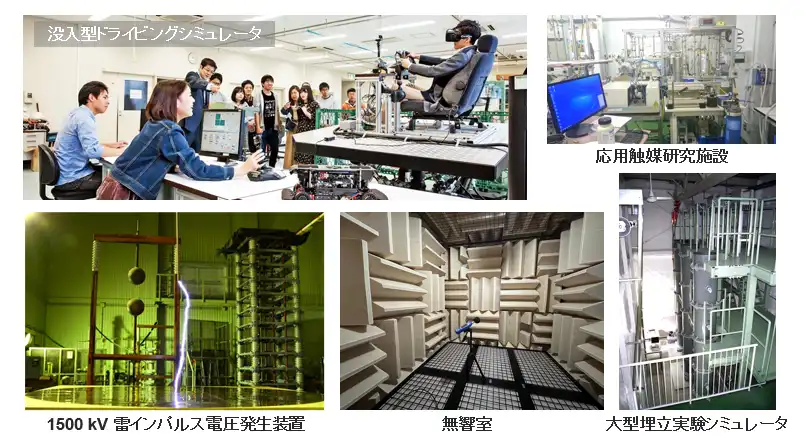 没入型ドライビングシミュレータ
応用触媒研究施設
1500 kV 雷インパルス電圧発生装置
無響室
大型埋立実験シミュレータ